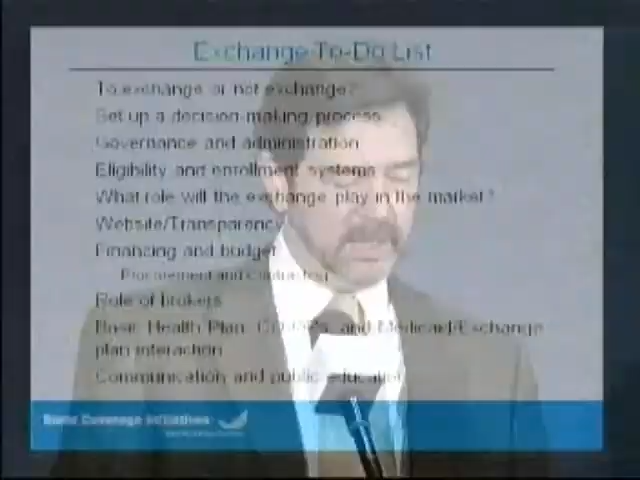 Exchange To-Do List
To exchange or not exchange?
Set up a decision-making process
Governance and administration
Eligibility and enrollment systems
What role will the exchange play in the market?
Website/Transparency
Financing and budget
Procurement and contracting
Role of brokers
Basic Health Plan, CO-OPs, and Medicaid/Exchange
plan interaction
Communication and public education
State Coverage Initiatives